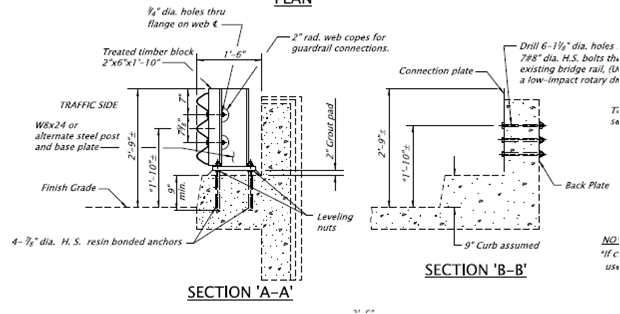 PLAN
¾" dia. holes thru
flange on web ℄
2" rad. web copes for
guardrail connections.
Treated timber block
2"x6"x1'-10"
1'-6"
TRAFFIC SIDE
W8x24 or
alternate steel post
and base plate
7"
7⅝"
2'-9"±
*1'-10"±
9"
min.
2" Grout pad
Finish Grade
Leveling
nuts
4- ⅞" dia. H. S. resin bonded anchors
SECTION 'A-A'
Drill 6-1⅛" dia. holes
7#8" dia. H.S. bolts th
existing bridge rail, (U
a low-impact rotary dr
Connection plate
2'-9"±
*1'-10"±
Back Plate
9" Curb assumed
SECTION 'B-B'
NO
*If c
use